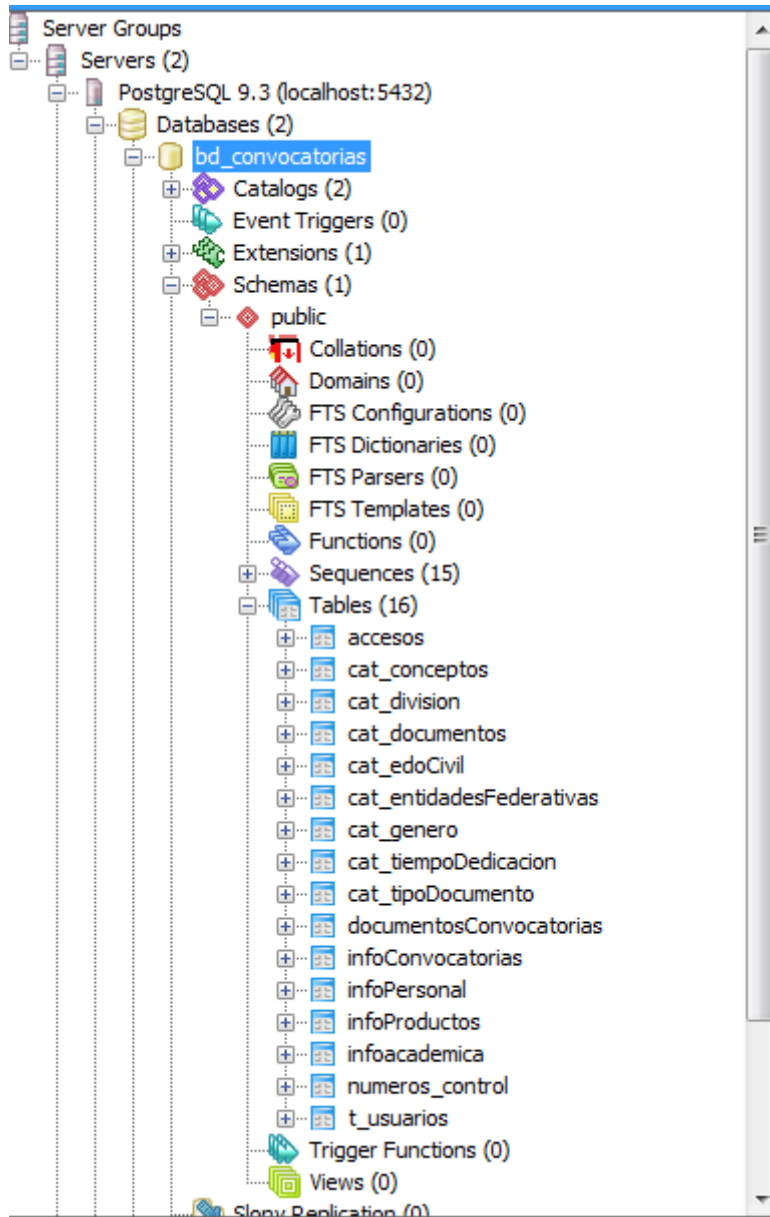 Server Groups
Servers (2)
PostgreSQL 9.3 (localhost:5432)
Databases (2)
bd_convocatorias
Catalogs (2)
Event Triggers (0)
Extensions (1)
Schemas (1)
public
Collations (0)
Domains (0)
FTS Configurations (0)
FTS Dictionaries (0)
FTS Parsers (0)
FTS Templates (0)
Functions (0)
Sequences (15)
Tables (16)
accesos
cat_conceptos
cat_division
cat_documentos
cat_edoCivil
cat_entidadesFederativas
cat_genero
cat_tiempoDedicacion
cat_tipoDocumento
documentosConvocatorias
infoConvocatorias
infoPersonal
infoProductos
infoacademica
numeros_control
t_usuarios
Trigger Functions (0)
Views (0)
Slony Replication (0)